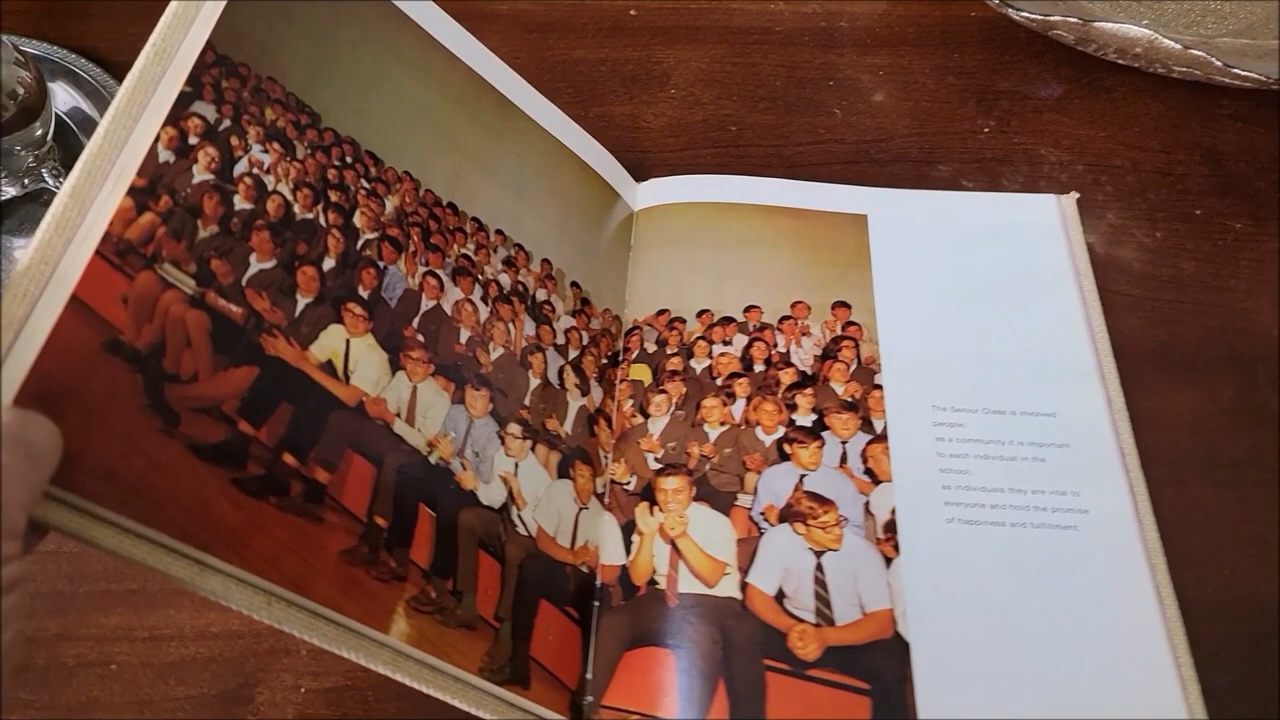 The Senior Class is involved
people;
as a community it is important
to each individual in the
school;
as individuals they are vital to
everyone and hold the promise
of happiness and fulfillment.